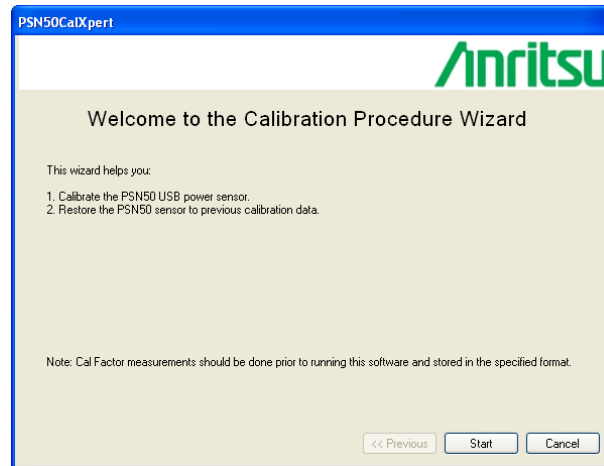 PSN50CalXpert
Anritsu
Welcome to the Calibration Procedure Wizard
This wizard helps you:
1. Calibrate the PSN50 USB power sensor.
2. Restore the PSN50 sensor to previous calibration data.
Note: Cal Factor measurements should be done prior to running this software and stored in the specified format.
<< Previous
Start
Cancel